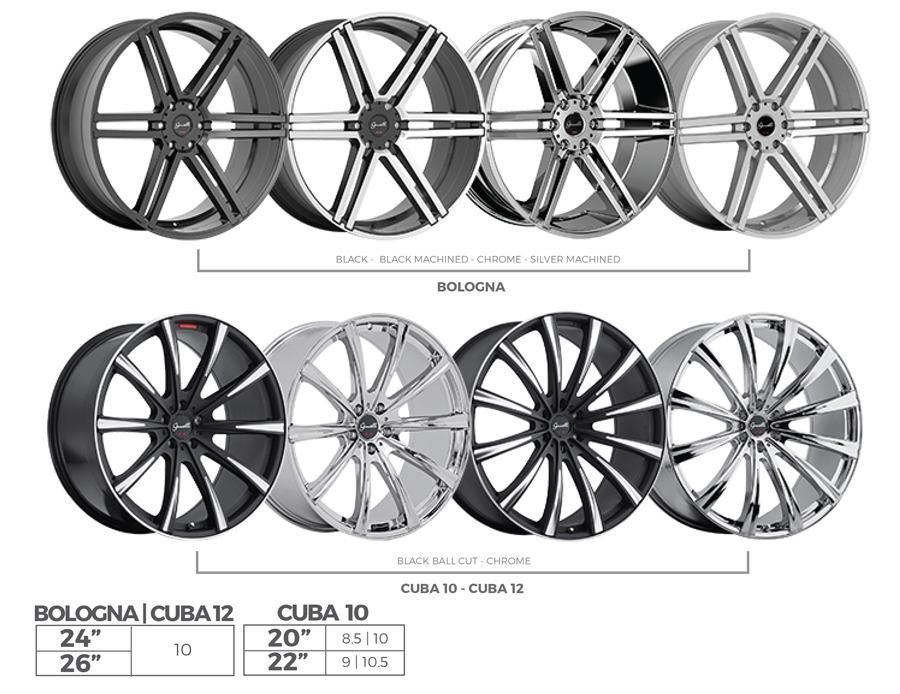 BLACK - BLACK MACHINED - CHROME - SILVER MACHINED
BOLOGNA
BLACK BALL CUT - CHROME
CUBA 10 - CUBA 12
BOLOGNA | CUBA 12
24”
10
26”
CUBA 10
20” 8.5 | 10
22” 9 | 10.5